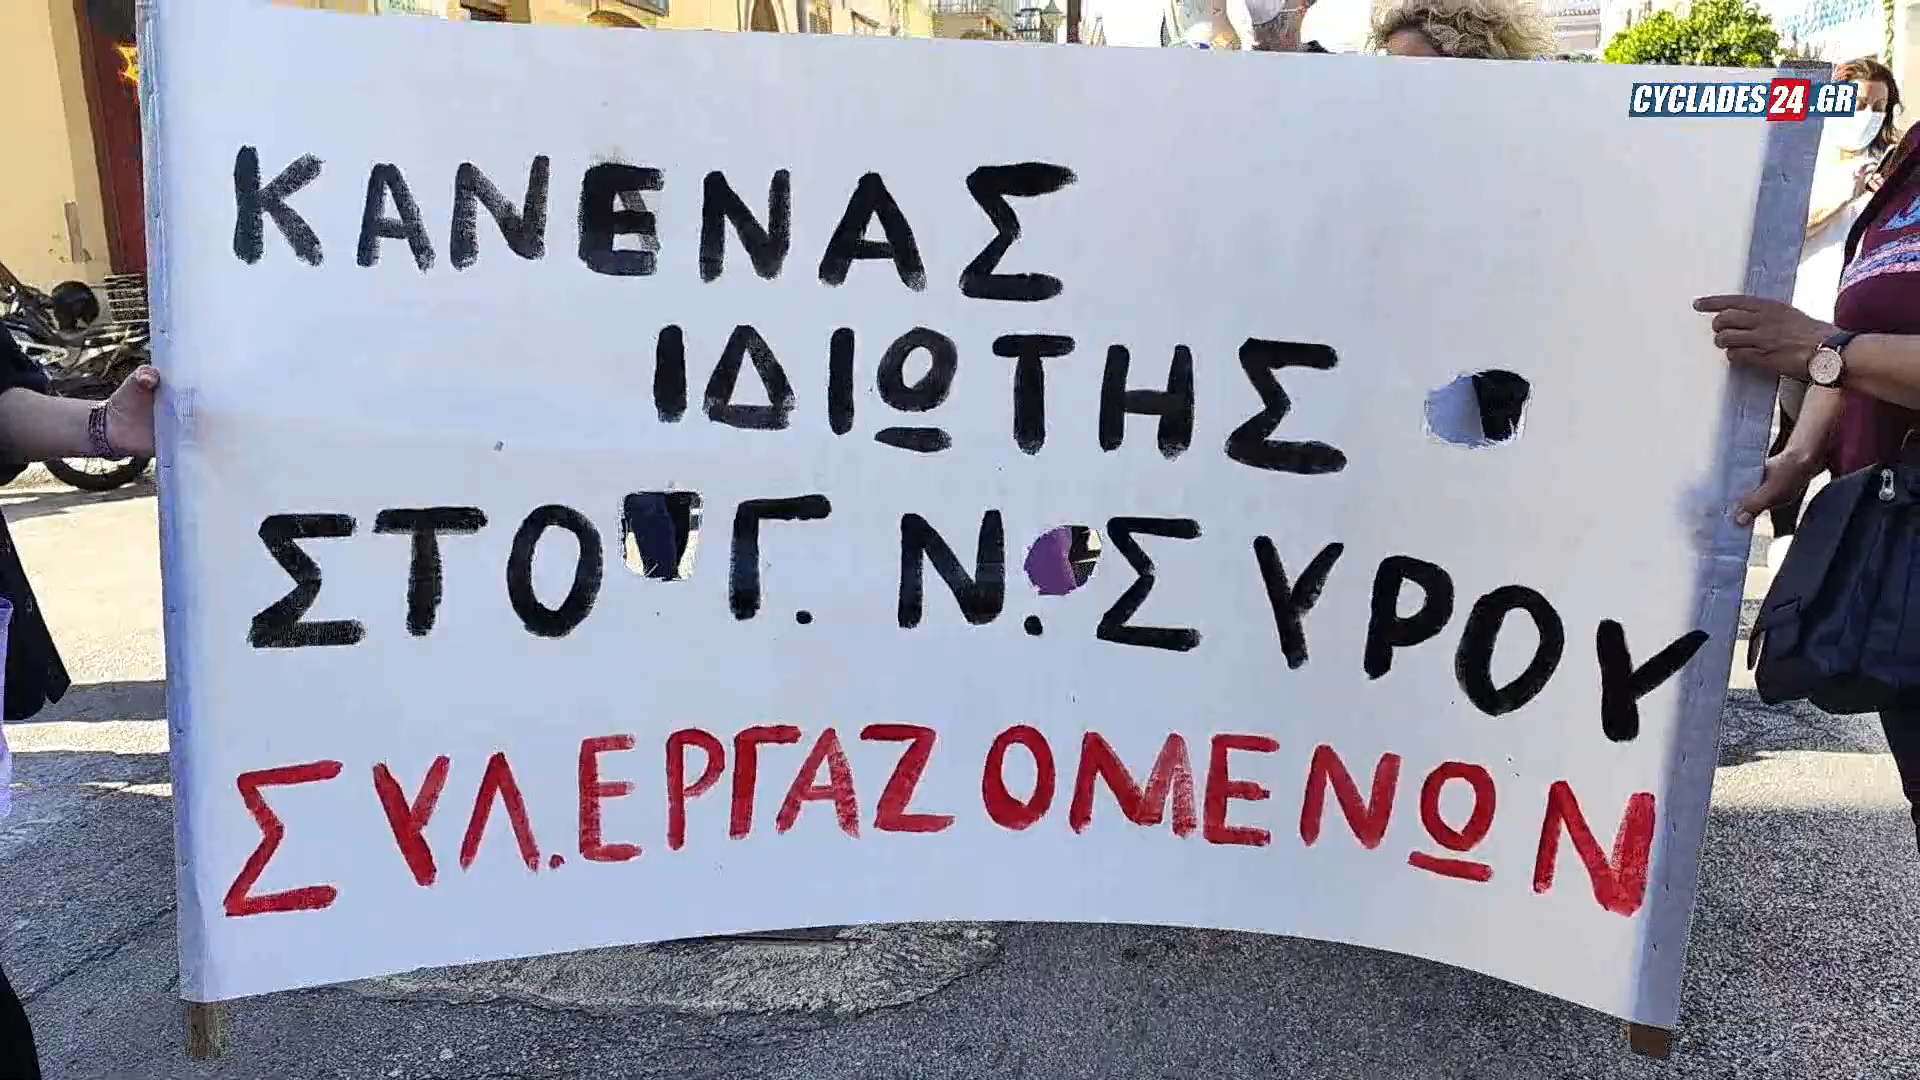 CYCLADES24.GR
ΚΑΝΕΝΑΣ
ΙΔΙΩΤΗΣ
ΣΤΟ Γ. Ν. ΣΥΡΟΥ
ΣΥΛ.ΕΡΓΑΖΟΜΕΝΩΝ